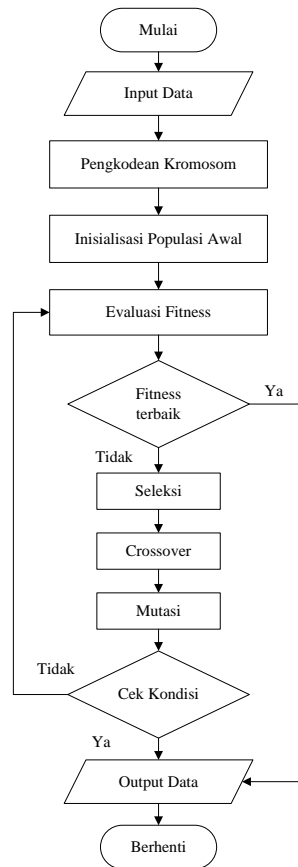 Mulai
Input Data
Pengkodean Kromosom
Inisialisasi Populasi Awal
Evaluasi Fitness
Fitness
terbaik
Ya
Tidak
Seleksi
Crossover
Mutasi
Tidak
Cek Kondisi
Ya
Output Data
Berhenti